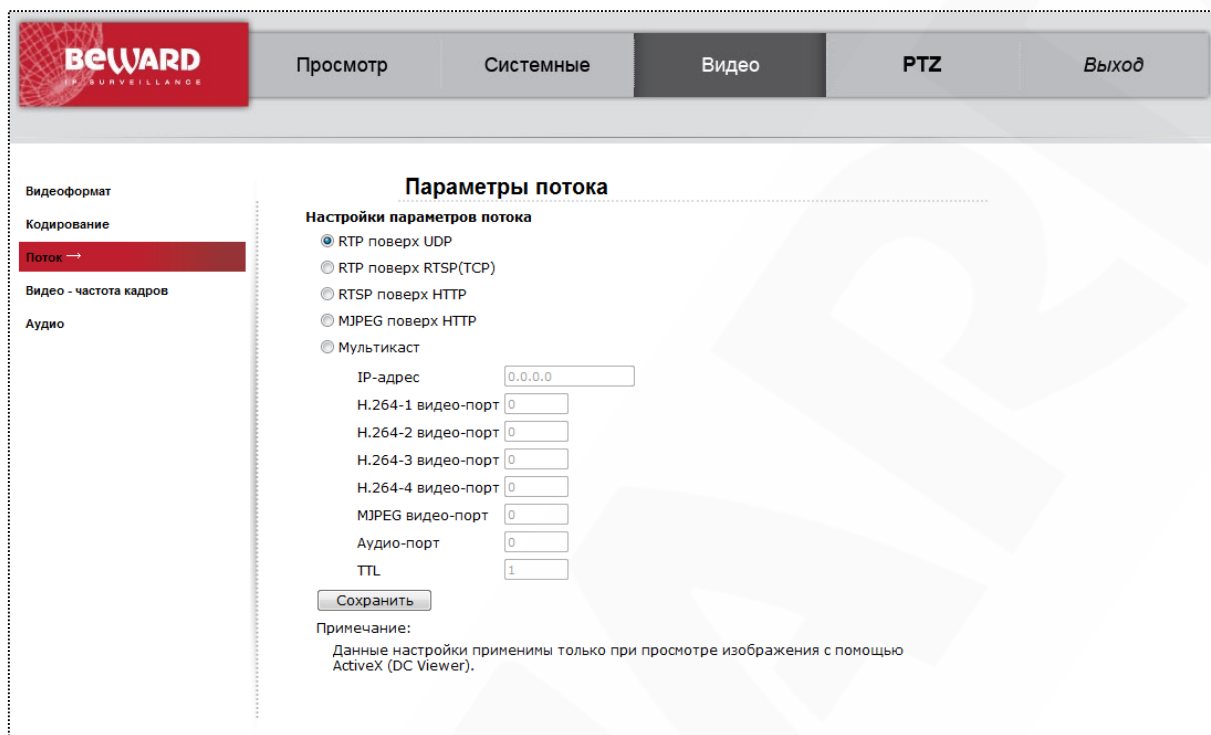 BEWARD
IP SURVEILLANCE
Просмотр
Системные
Видео
PTZ
Выход
Параметры потока
Видеоформат
Кодирование
Поток →
Видео - частота кадров
Аудио
Настройки параметров потока
RTP поверх UDP
RTP поверх RTSP(TCP)
RTSP поверх HTTP
MJPEG поверх HTTP
Мультикаст
IP-адрес 0.0.0.0
H.264-1 видео-порт 0
H.264-2 видео-порт 0
H.264-3 видео-порт 0
H.264-4 видео-порт 0
MJPEG видео-порт 0
Аудио-порт 0
TTL 1
Сохранить
Примечание:
Данные настройки применимы только при просмотре изображения с помощью
ActiveX (DC Viewer).